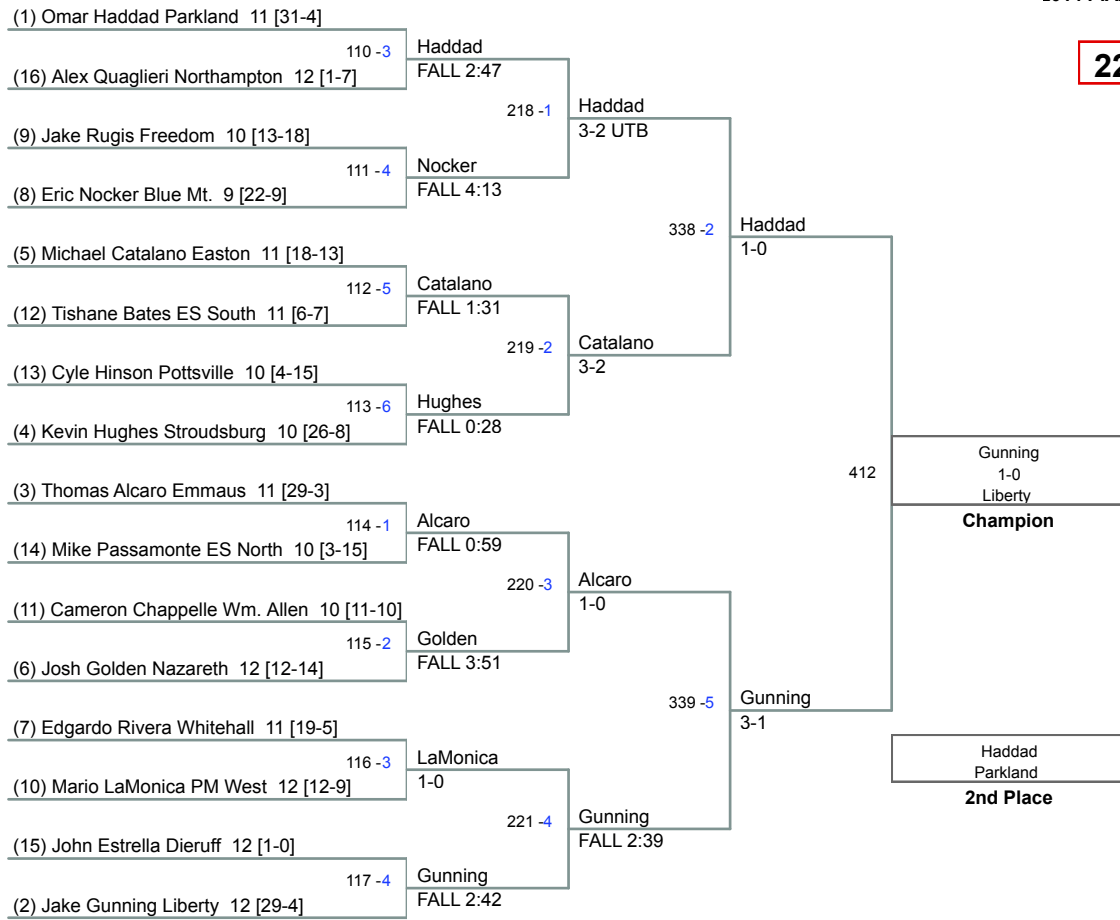 22
(1) Omar Haddad Parkland 11 [31-4]
110 -3
Haddad
FALL 2:47
(16) Alex Quaglieri Northampton 12 [1-7]
218 -1
Haddad
3-2 UTB
(9) Jake Rugis Freedom 10 [13-18]
111 -4
Nocker
FALL 4:13
(8) Eric Nocker Blue Mt. 9 [22-9]
338 -2
Haddad
1-0
(5) Michael Catalano Easton 11 [18-13]
112 -5
Catalano
FALL 1:31
(12) Tishane Bates ES South 11 [6-7]
219 -2
Catalano
3-2
(13) Cyle Hinson Pottsville 10 [4-15]
113 -6
Hughes
FALL 0:28
(4) Kevin Hughes Stroudsburg 10 [26-8]
412
Gunning
1-0
Liberty
Champion
(3) Thomas Alcaro Emmaus 11 [29-3]
114 -1
Alcaro
FALL 0:59
(14) Mike Passamonte ES North 10 [3-15]
220 -3
Alcaro
1-0
(11) Cameron Chappelle Wm. Allen 10 [11-10]
115 -2
Golden
FALL 3:51
(6) Josh Golden Nazareth 12 [12-14]
339 -5
Gunning
3-1
(7) Edgardo Rivera Whitehall 11 [19-5]
116 -3
LaMonica
1-0
(10) Mario LaMonica PM West 12 [12-9]
Haddad
Parkland
2nd Place
221 -4
Gunning
FALL 2:39
(15) John Estrella Dieruff 12 [1-0]
117 -4
Gunning
FALL 2:42
(2) Jake Gunning Liberty 12 [29-4]